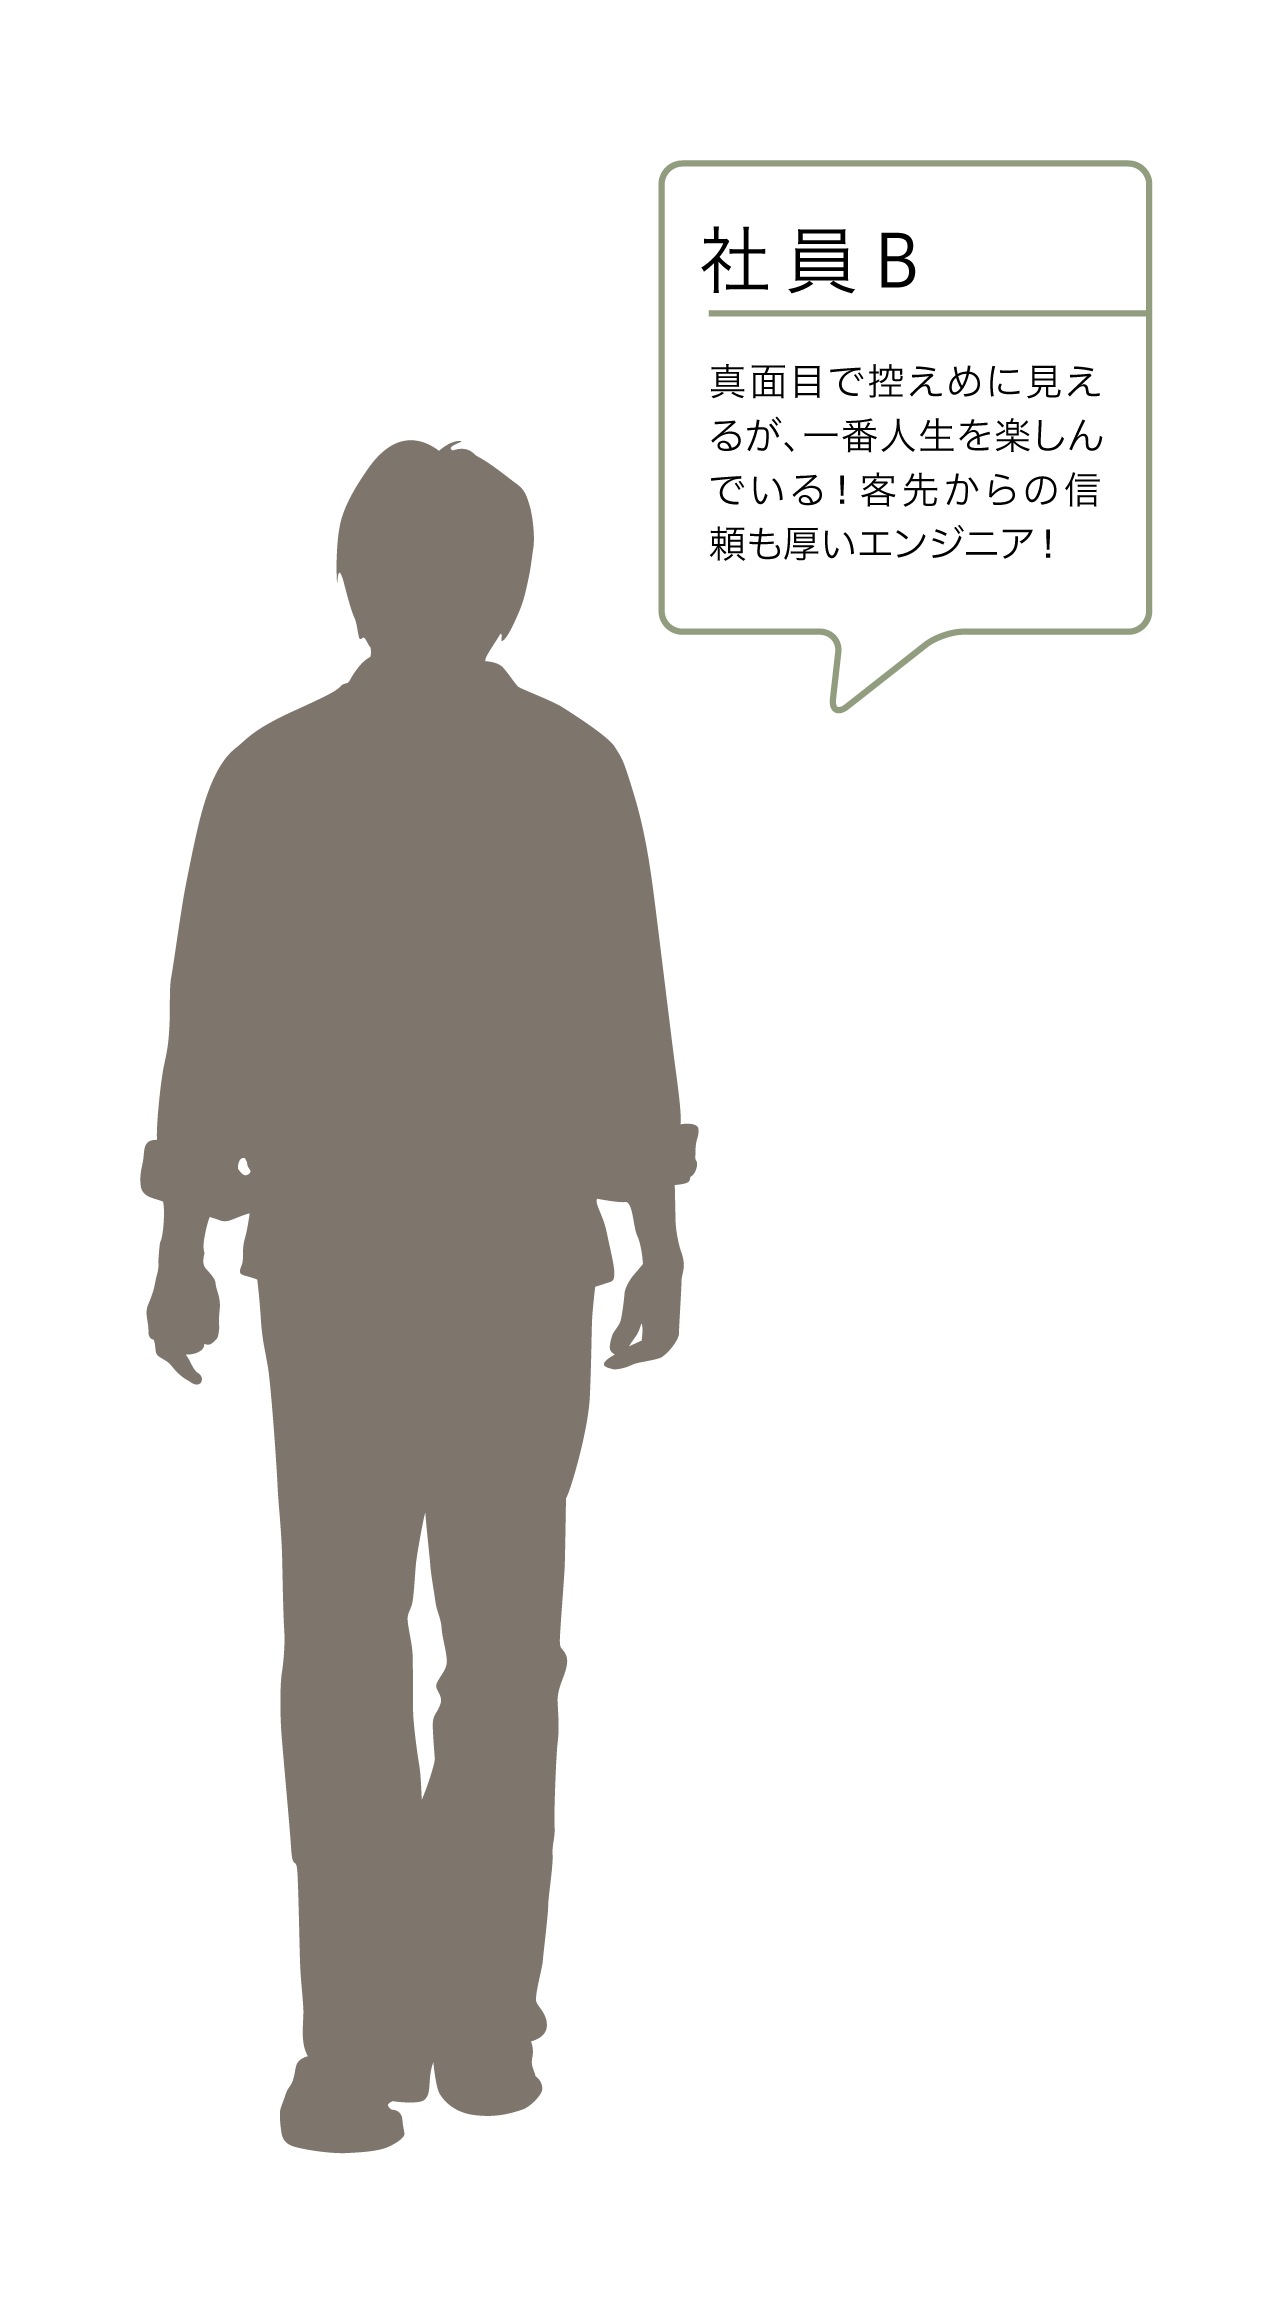 社員B
真面目で控えめに見え
るが、一番人生を楽しん
でいる！客先からの信
頼も厚いエンジニア！